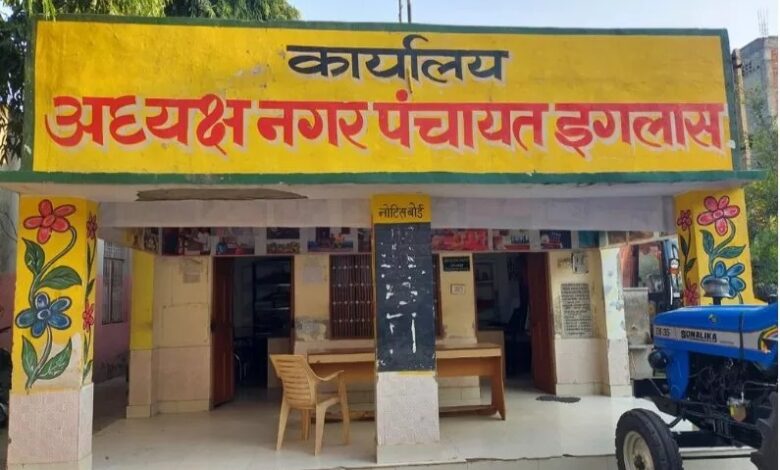 कार्यालय
अध्यक्ष नगर पंचायत इगलास
नोटिस बोर्ड
SONALIKA